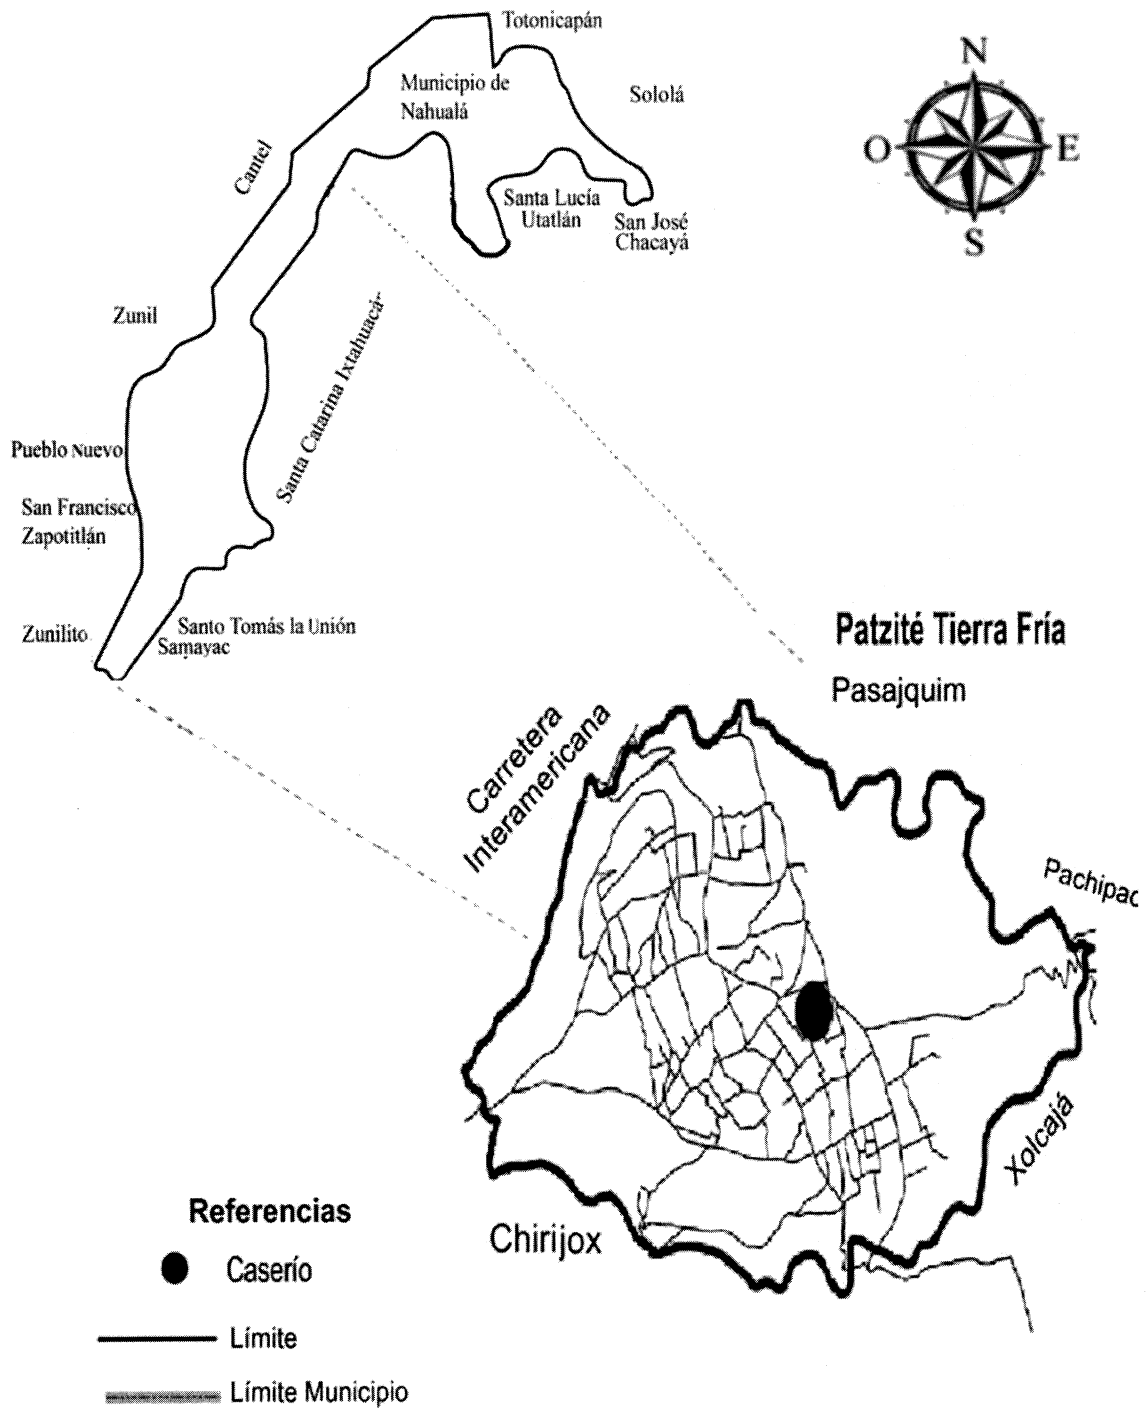 Totonicapán
Municipio de
Nahualá
Sololá
N
O
E
S
Cantel
Santa Lucía
Utatlán
San José
Chacayá
Zunil
Santa Catarina Ixtahuacán
Pueblo Nuevo
San Francisco
Zapotitlán
Zunilito
Santo Tomás la Unión
Samayac
Patzité Tierra Fría
Pasajquim
Carretera
Interamericana
Pachipac
Xolcajá
Chirijox
Referencias
Caserío
Límite
Límite Municipio